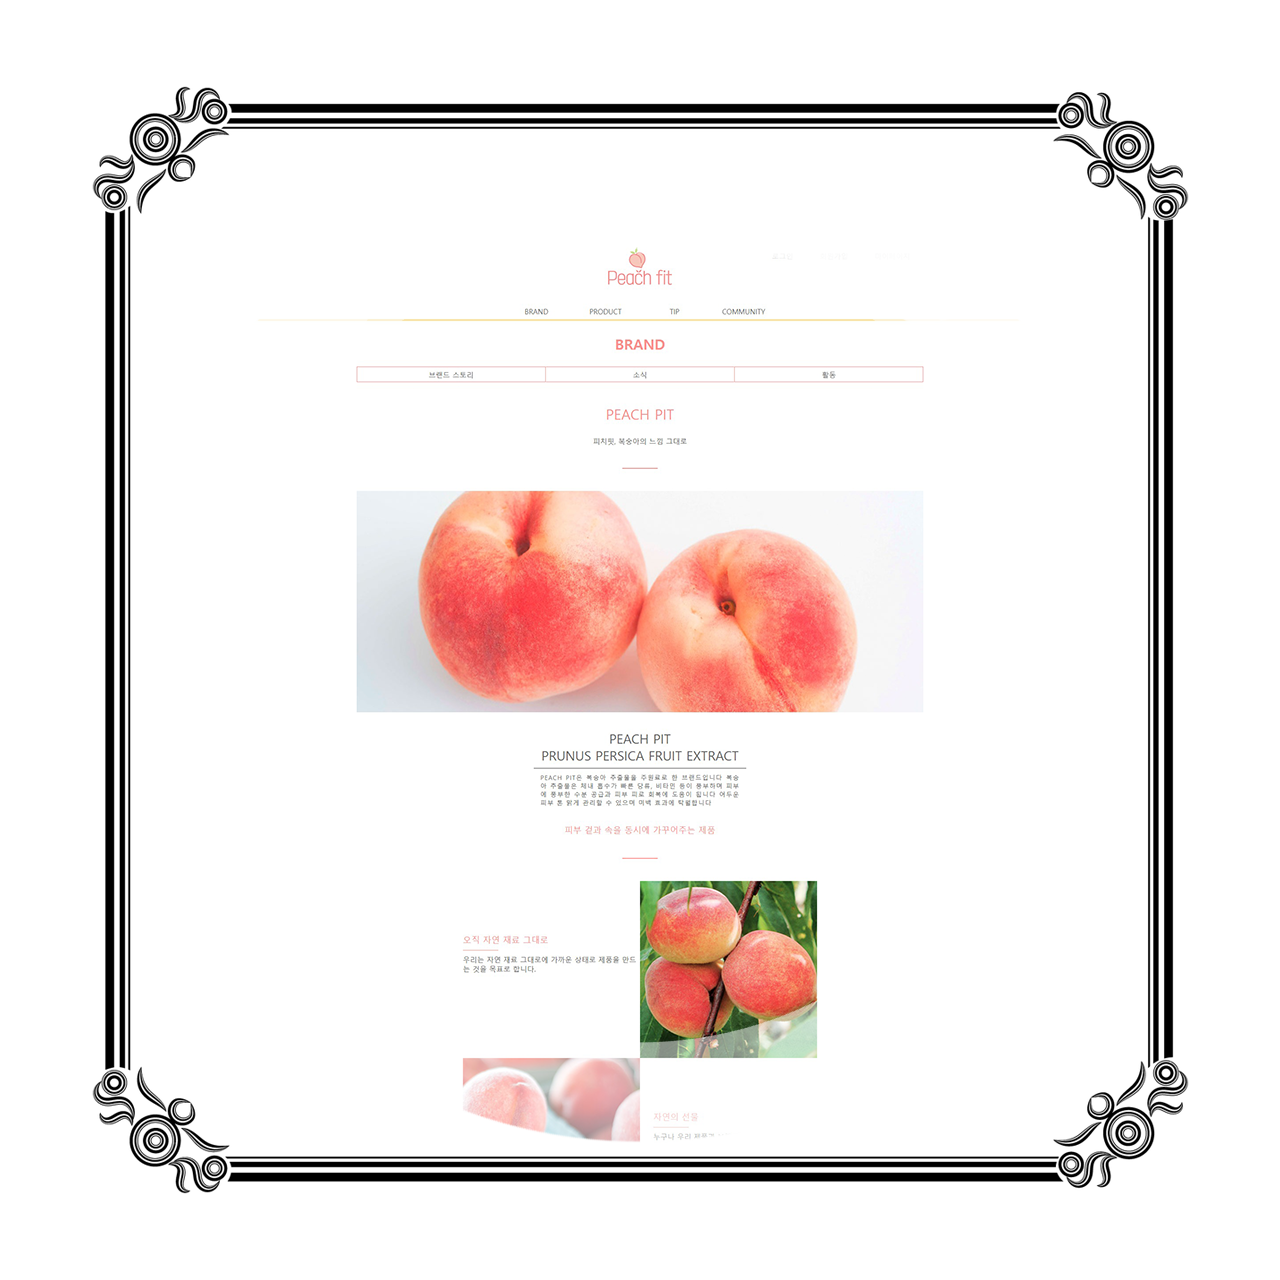 Peach fit
로그인
BRAND PRODUCT TIP COMMUNITY
BRAND
브랜드 스토리 소식 활동
PEACH PIT
피치핏, 복숭아의 느낌 그대로
PEACH PIT
PRUNUS PERSICA FRUIT EXTRACT
PEACH PIT은 복숭아 추출물을 주원료로 한 브랜드입니다 복숭
아 추출물은 체내 흡수가 빠른 당류, 비타민 등이 풍부하며 피부
에 풍부한 수분 공급과 피부 피로 회복에 도움이 됩니다 어두운
피부 톤 맑게 관리할 수 있으며 미백 효과에 탁월합니다
피부 겉과 속을 동시에 가꾸어주는 제품
오직 자연 재료 그대로
우리는 자연 재료 그대로에 가까운 상태로 제품을 만드
는 것을 목표로 합니다.
자연의 선물
누구나 우리